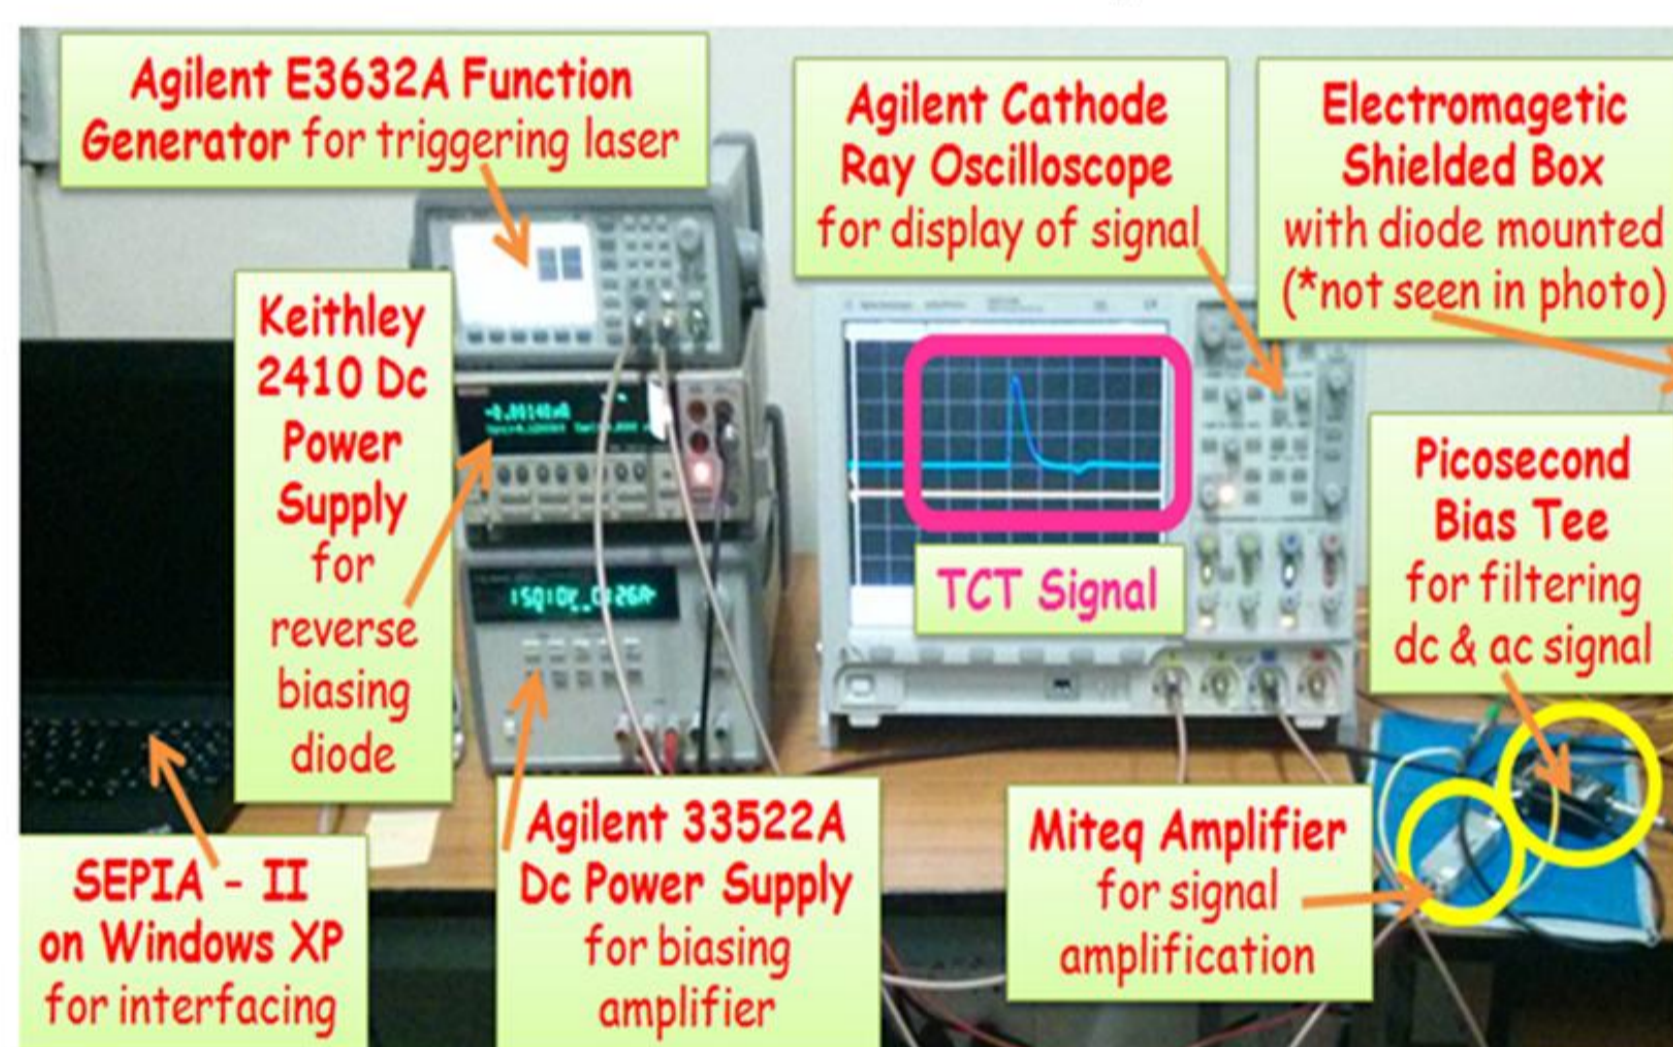 Agilent E3632A Function
Generator for triggering laser
Agilent Cathode
Ray Oscilloscope
for display of signal
Electromagetic
Shielded Box
with diode mounted
(*not seen in photo)
Keithley
2410 Dc
Power
Supply
for
reverse
biasing
diode
TCT Signal
Picosecond
Bias Tee
for filtering
dc & ac signal
SEPIA - II
on Windows XP
for interfacing
Agilent 33522A
Dc Power Supply
for biasing
amplifier
Miteq Amplifier
for signal
amplification